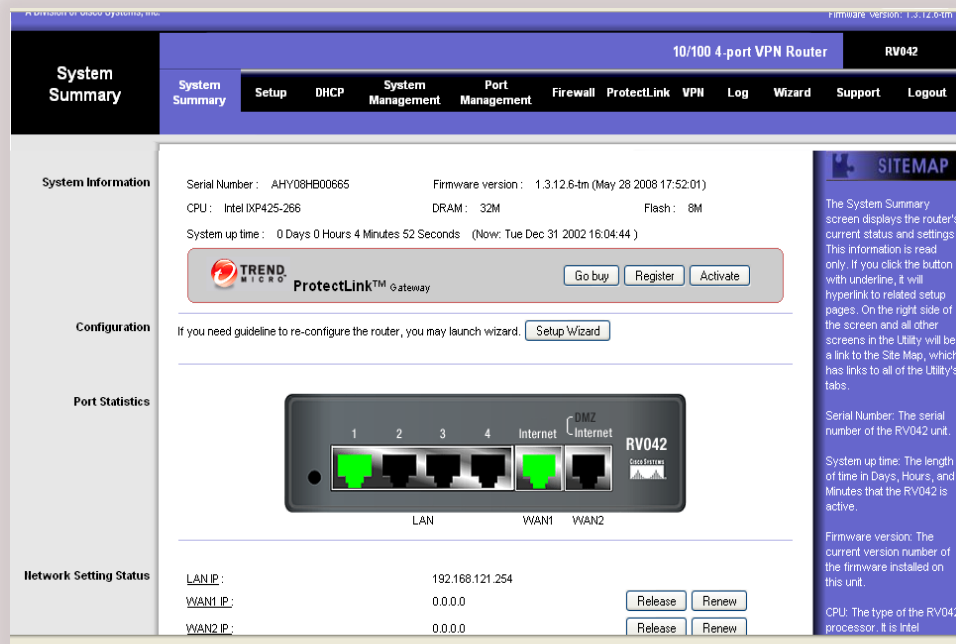 A Division of Cisco Systems, Inc.
Firmware Version: 1.3.12.6-tm
10/100 4-port VPN Router
RV042
System
Summary
System
Summary
Setup
DHCP
System
Management
Port
Management
Firewall
ProtectLink
VPN
Log
Wizard
Support
Logout
System Information
Serial Number : AHY08HB00665
Firmware version : 1.3.12.6-tm (May 28 2008 17:52:01)
CPU : Intel IXP425-266
DRAM : 32M
Flash : 8M
System up time : 0 Days 0 Hours 4 Minutes 52 Seconds (Now: Tue Dec 31 2002 16:04:44 )
TREND
MICRO
ProtectLink™ Gateway
Go buy
Register
Activate
Configuration
If you need guideline to re-configure the router, you may launch wizard.
Setup Wizard
Port Statistics
1 2 3 4 Internet
DMZ
Internet
RV042
Cisco Systems
LAN WAN1 WAN2
Network Setting Status
LAN IP : 192.168.121.254
WAN1 IP : 0.0.0.0
Release
Renew
WAN2 IP : 0.0.0.0
Release
Renew
SITEMAP
The System Summary
screen displays the router's
current status and settings.
This information is read
only. If you click the button
with underline, it will
hyperlink to related setup
pages. On the right side of
the screen and all other
screens in the Utility will be
a link to the Site Map, which
has links to all of the Utility's
tabs.
Serial Number: The serial
number of the RV042 unit.
System up time: The length
of time in Days, Hours, and
Minutes that the RV042 is
active.
Firmware version: The
current version number of
the firmware installed on
this unit.
CPU: The type of the RV042
processor. It is Intel